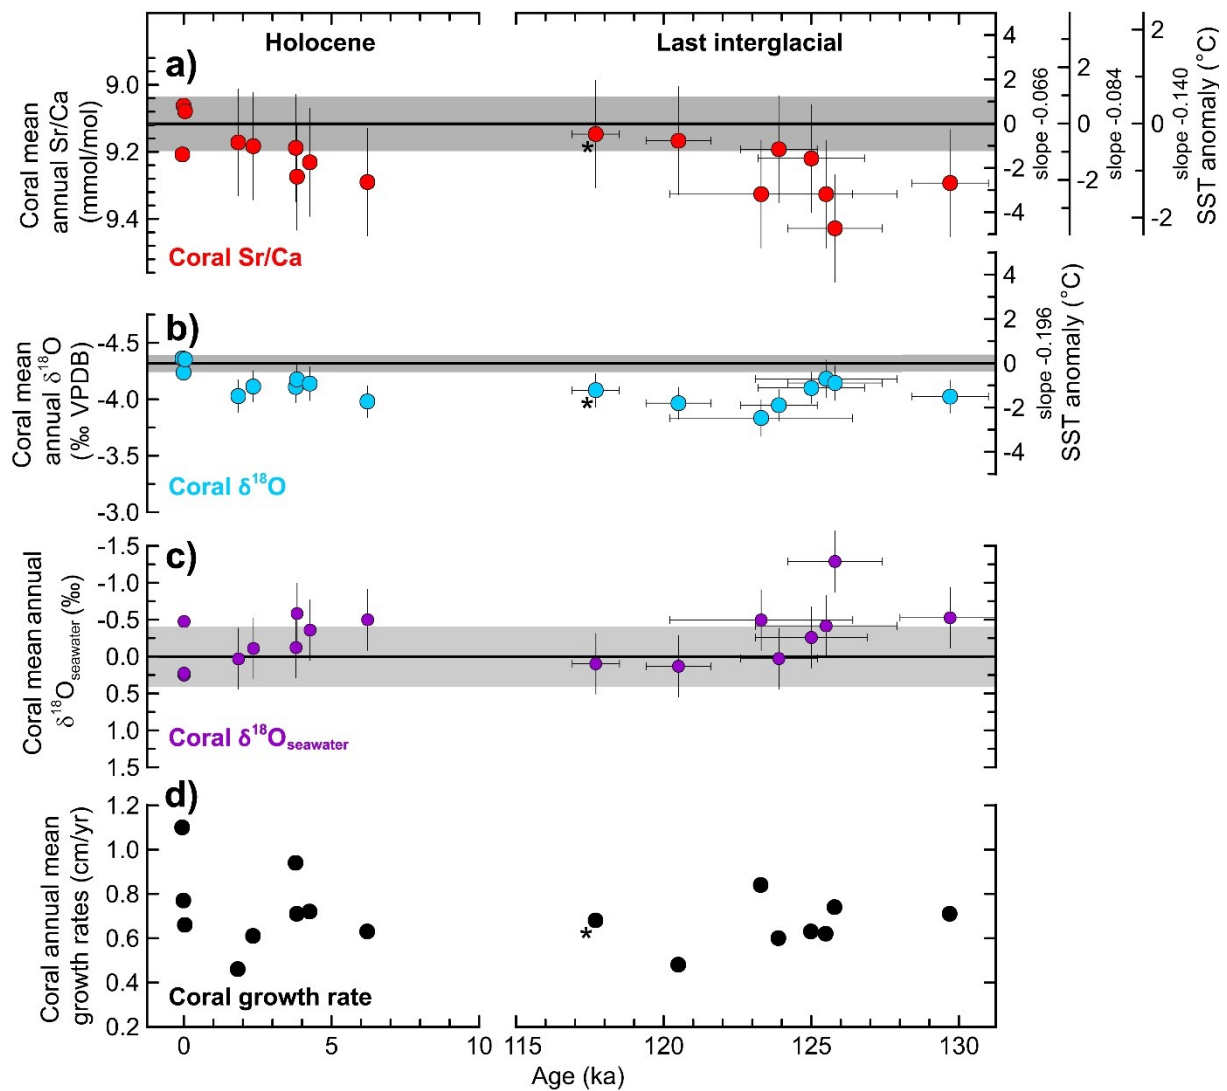 Holocene
Last interglacial
a)
Coral mean
annual Sr/Ca
(mmol/mol)
9.0
9.2
9.4
*
Coral Sr/Ca
4
2
0
-2
-4
slope -0.066
2
0
-2
slope -0.084
2
0
-2
slope -0.140
SST anomaly (°C)
b)
Coral mean
annual δ18O
(‰ VPDB)
-4.5
-4.0
-3.5
-3.0
*
Coral δ18O
4
2
0
-2
-4
slope -0.196
SST anomaly (°C)
c)
Coral mean annual
δ18Oseawater (‰)
-1.5
-1.0
-0.5
0.0
0.5
1.0
1.5
Coral δ18Oseawater
d)
Coral annual mean
growth rates (cm/yr)
1.2
1.0
0.8
0.6
0.4
0.2
*
Coral growth rate
0 5 10 115 120 125 130
Age (ka)